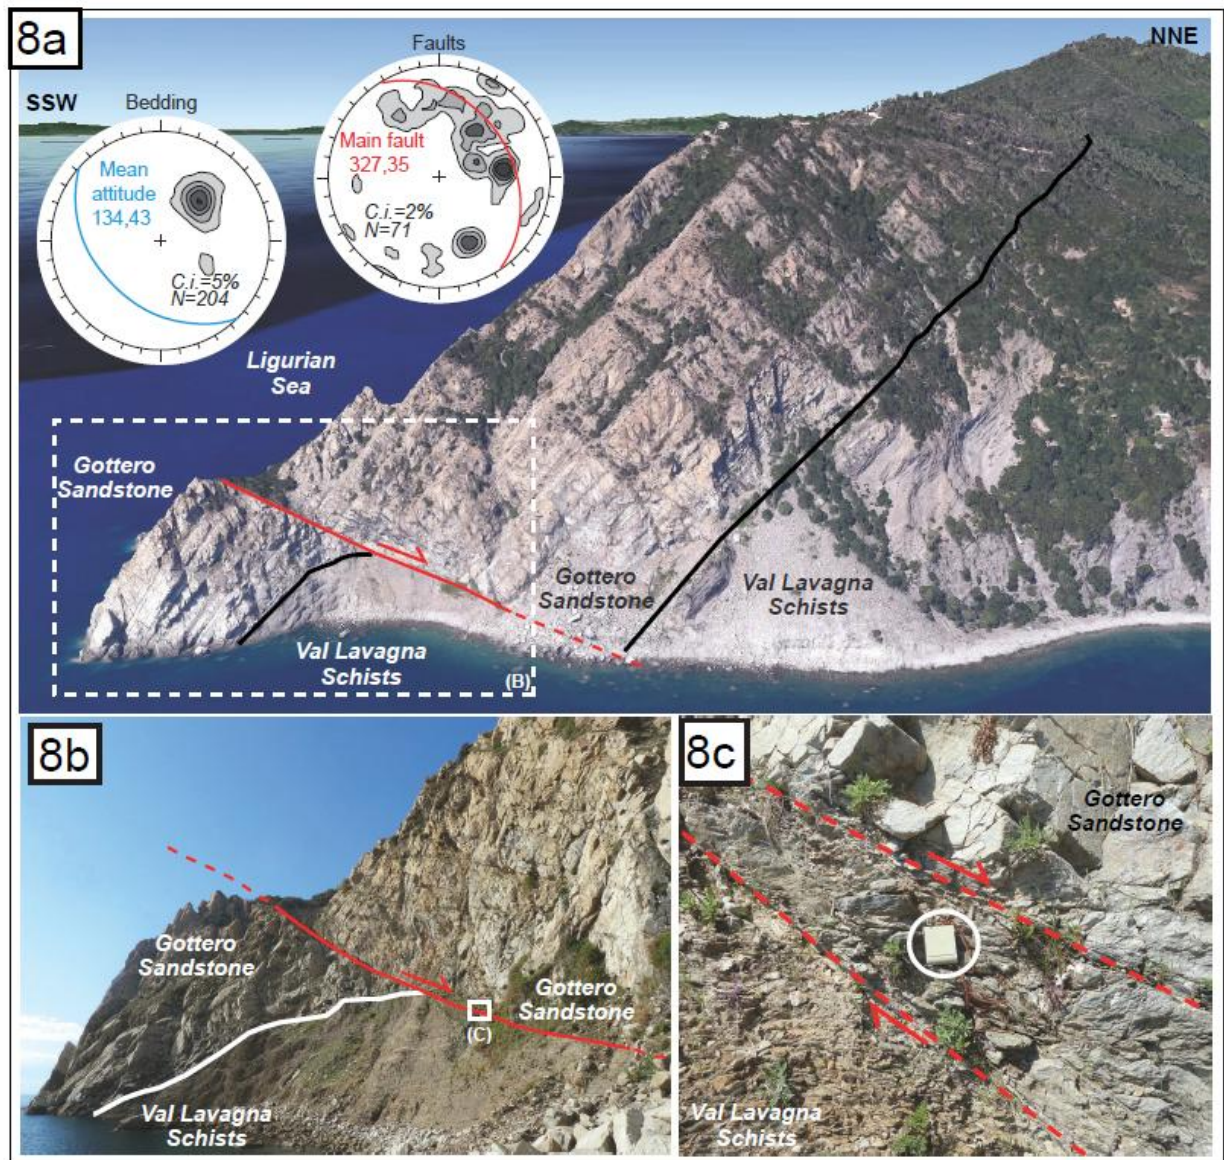 8a
NNE
SSW
Bedding
Mean
attitude
134,43
C.i.=5%
N=204
Faults
Main fault
327,35
C.i.=2%
N=71
Ligurian
Sea
Gottero
Sandstone
Gottero
Sandstone
Val Lavagna
Schists
Val Lavagna
Schists
(B)
8b
Gottero
Sandstone
Gottero
Sandstone
(C)
Val Lavagna
Schists
8c
Gottero
Sandstone
Val Lavagna
Schists